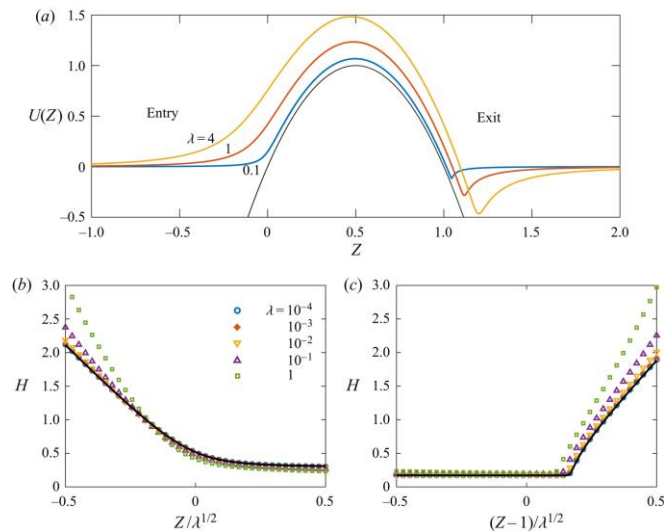 (a)
1.5
1.0
U(Z)
0.5
0
–0.5
Entry
Exit
λ = 4
1
0.1
–1.0 –0.5 0 0.5 1.0 1.5 2.0
Z
(b)
3.0
2.5
2.0
H 1.5
1.0
0.5
0
λ = 10⁻⁴
10⁻³
10⁻²
10⁻¹
1
–0.5 0 0.5
Z/λ^{1/2}
(c)
3.0
2.5
2.0
H 1.5
1.0
0.5
0
–0.5 0 0.5
(Z – 1)/λ^{1/2}